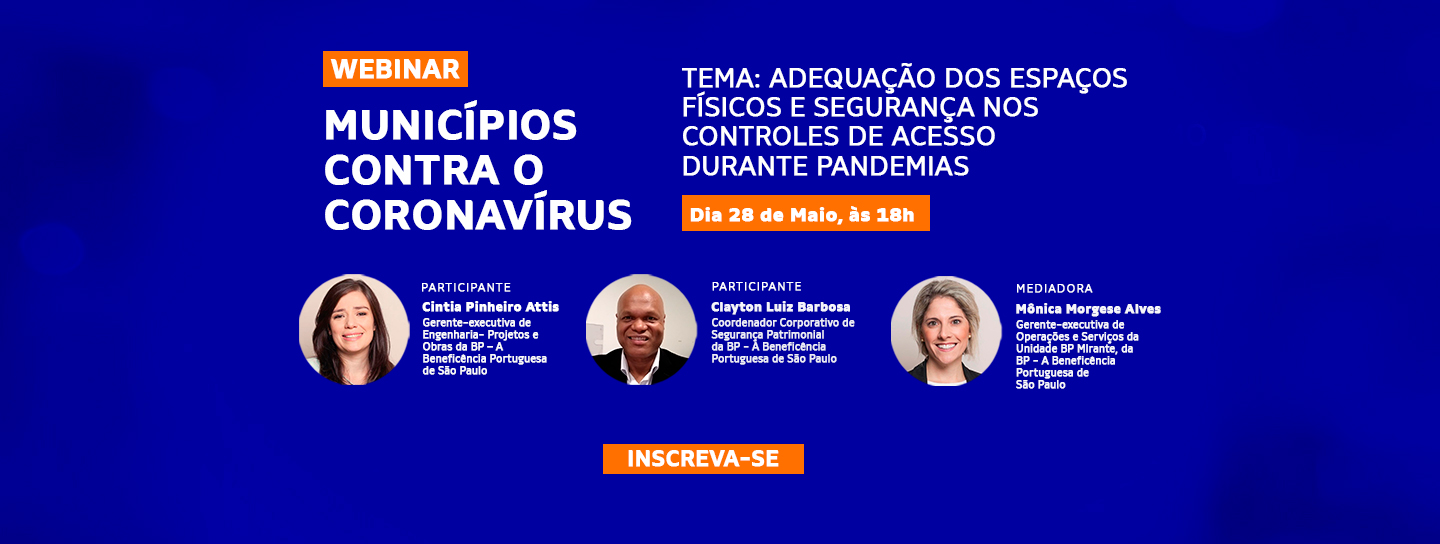 WEBINAR
MUNICÍPIOS
CONTRA O
CORONAVÍRUS
TEMA: ADEQUAÇÃO DOS ESPAÇOS
FÍSICOS E SEGURANÇA NOS
CONTROLES DE ACESSO
DURANTE PANDEMIAS
Dia 28 de Maio, às 18h
PARTICIPANTE
Cintia Pinheiro Attis
Gerente-executiva de
Engenharia- Projetos e
Obras da BP – A
Beneficência Portuguesa
de São Paulo
PARTICIPANTE
Clayton Luiz Barbosa
Coordenador Corporativo de
Segurança Patrimonial
da BP – A Beneficência
Portuguesa de São Paulo
MEDIADORA
Mônica Morgese Alves
Gerente-executiva de
Operações e Serviços da
Unidade BP Mirante, da
BP – A Beneficência
Portuguesa de
São Paulo
INSCREVA-SE